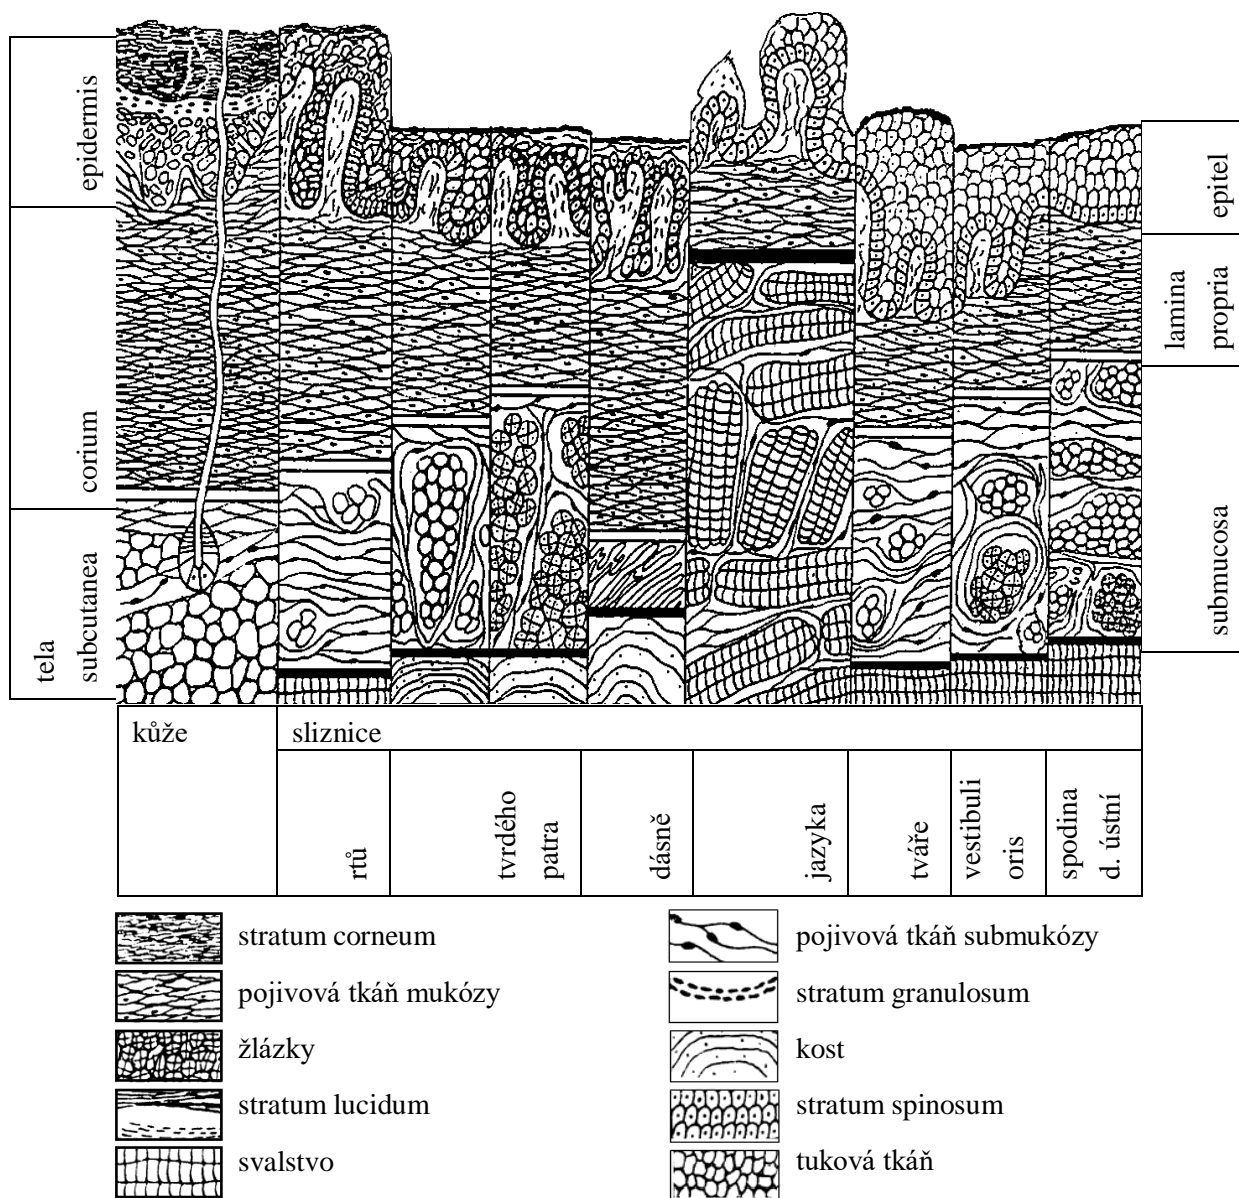 epidermis
corium
tela
subcutanea
epitel
lamina
propria
submucosa
kůže
sliznice
rtů
tvrdého
patra
dásně
jazyka
tváře
vestibuli
oris
spodina
d. ústní
stratum corneum
pojivová tkáň mukózy
žlázky
stratum lucidum
svalstvo
pojivová tkáň submukózy
stratum granulosum
kost
stratum spinosum
tuková tkáň